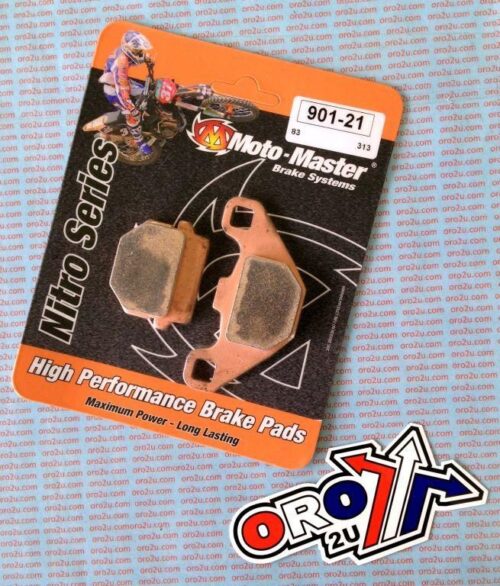 901-21
83 313
Moto-Master®
Brake Systems
Nitro Series
High Performance Brake Pads
Maximum Power - Long Lasting
ORO
2U
oro2u.com